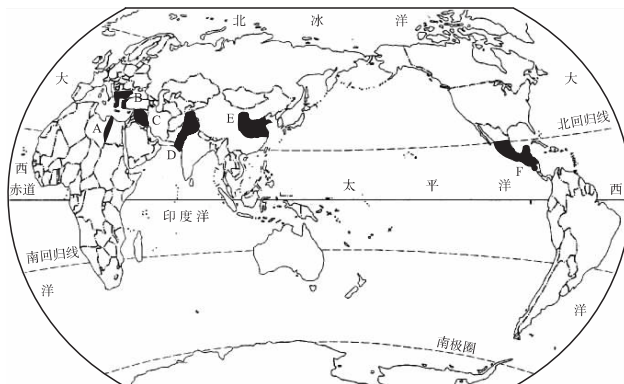 北 冰 洋
大 大
B
A C E 北回归线
D
F
西 太 平 洋 西
赤道
印度洋
南回归线
洋 洋
南极圈